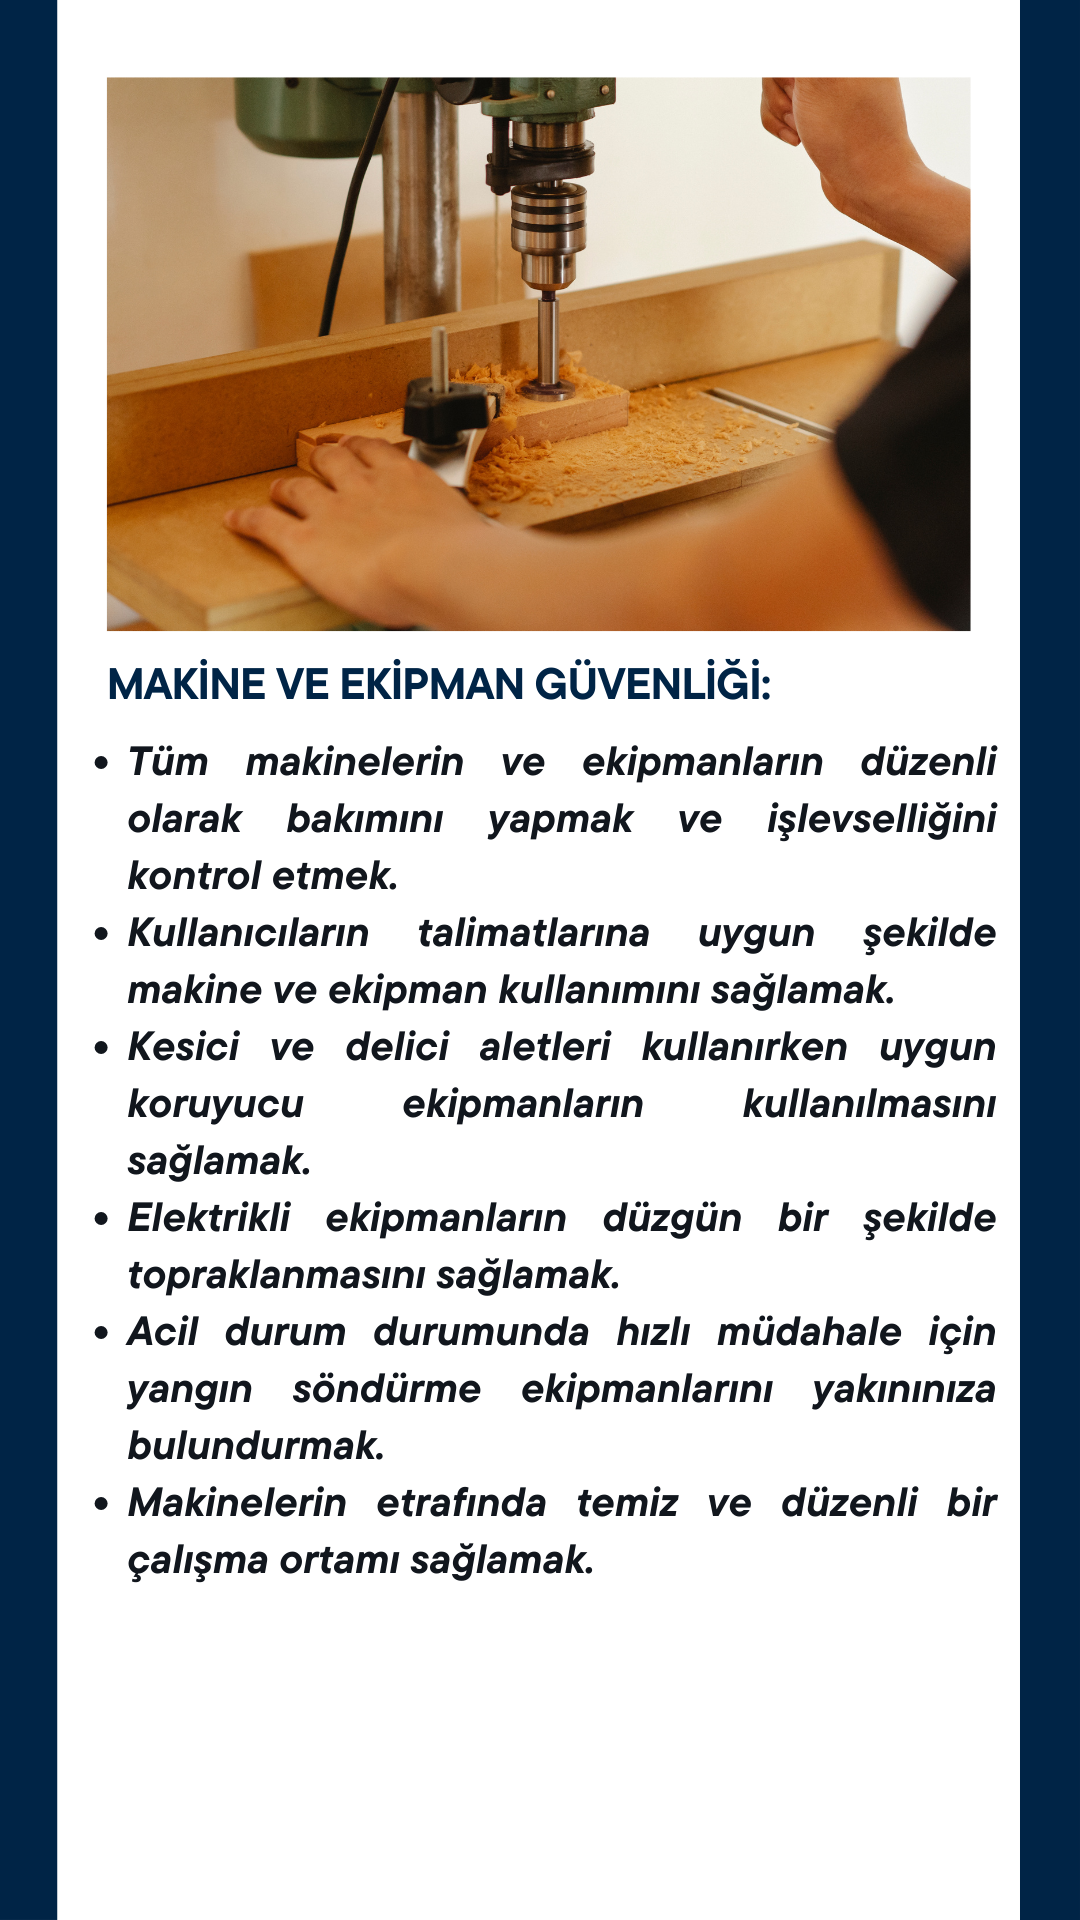 MAKİNE VE EKİPMAN GÜVENLİĞİ:
• Tüm makinelerin ve ekipmanların düzenli
olarak bakımını yapmak ve işlevselliğini
kontrol etmek.
• Kullanıcıların talimatlarına uygun şekilde
makine ve ekipman kullanımını sağlamak.
• Kesici ve delici aletleri kullanırken uygun
koruyucu ekipmanların kullanılmasını
sağlamak.
• Elektrikli ekipmanların düzgün bir şekilde
topraklanmasını sağlamak.
• Acil durum durumunda hızlı müdahale için
yangın söndürme ekipmanlarını yakınınıza
bulundurmak.
• Makinelerin etrafında temiz ve düzenli bir
çalışma ortamı sağlamak.